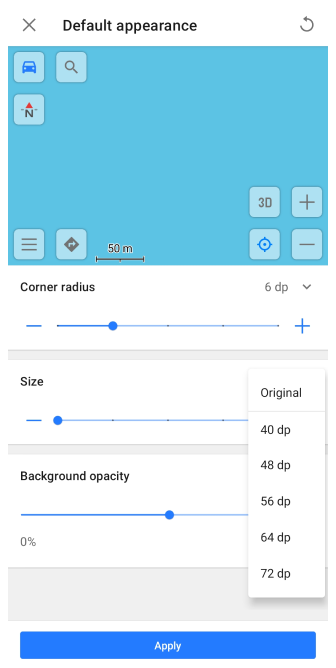 Default appearance
N
3D
50 m
Corner radius
6 dp
Size
Original
40 dp
48 dp
56 dp
64 dp
72 dp
Background opacity
0%
Apply